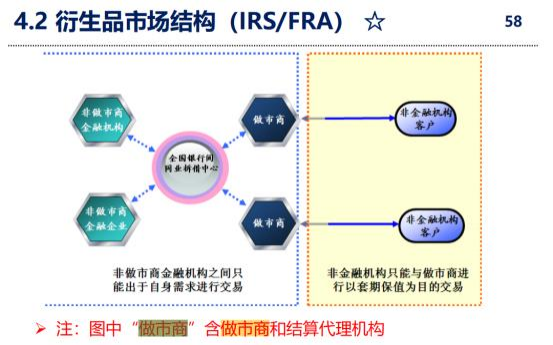 4.2 衍生品市场结构（IRS/FRA） ☆
58
非做市商
金融机构
做市商
非金融机构
客户
全国银行间
同业拆借中心
非做市商
金融企业
做市商
非金融机构
客户
非做市商金融机构之间只
能出于自身需求进行交易
非金融机构只能与做市商进
行以套期保值为目的交易
➢ 注：图中“做市商”含做市商和结算代理机构